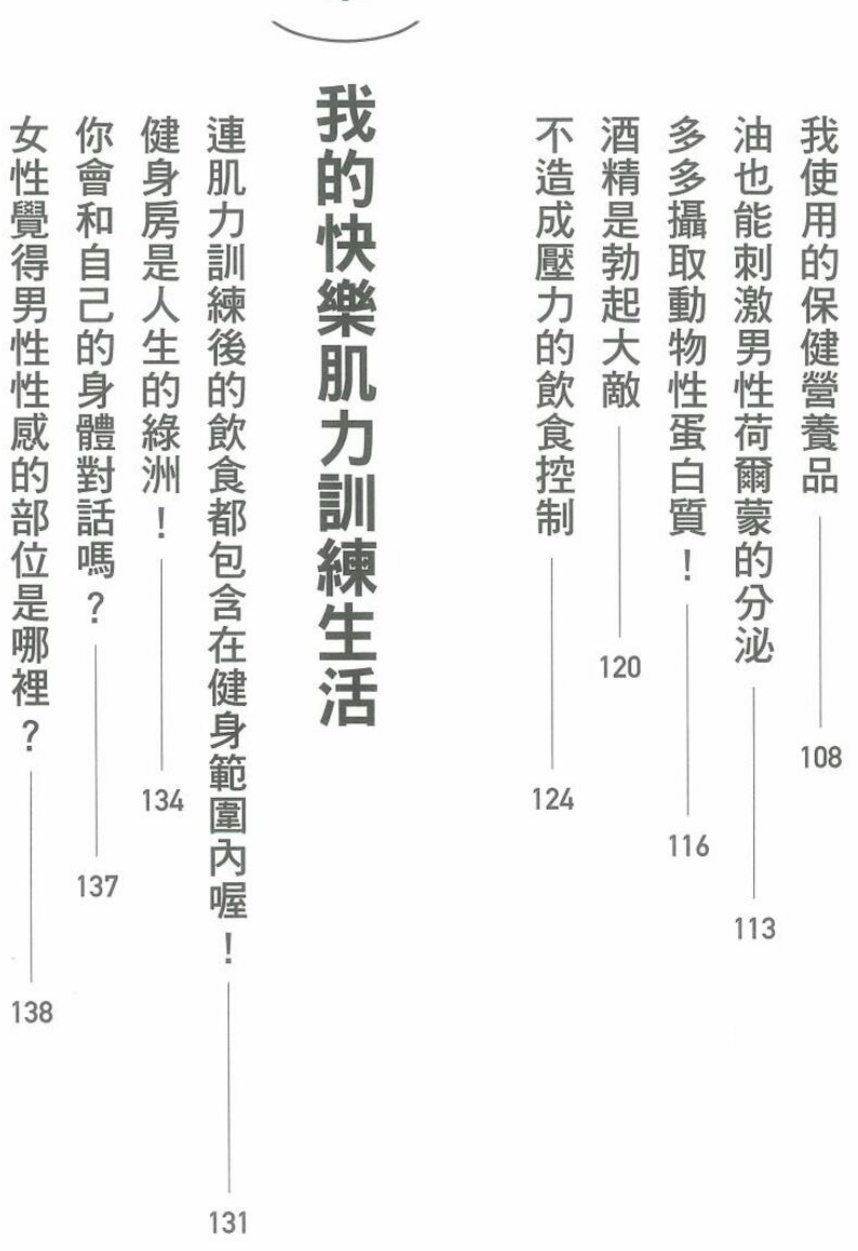 我使用的保健營養品 108
油也能刺激男性荷爾蒙的分泌 113
多多攝取動物性蛋白質！ 116
酒精是勃起大敵 120
不造成壓力的飲食控制 124
我的快樂肌力訓練生活
連肌力訓練後的飲食都包含在健身範圍內喔！ 131
健身房是人生的綠洲！ 134
你會和自己的身體對話嗎？ 137
女性覺得男性性感的部位是哪裡？ 138